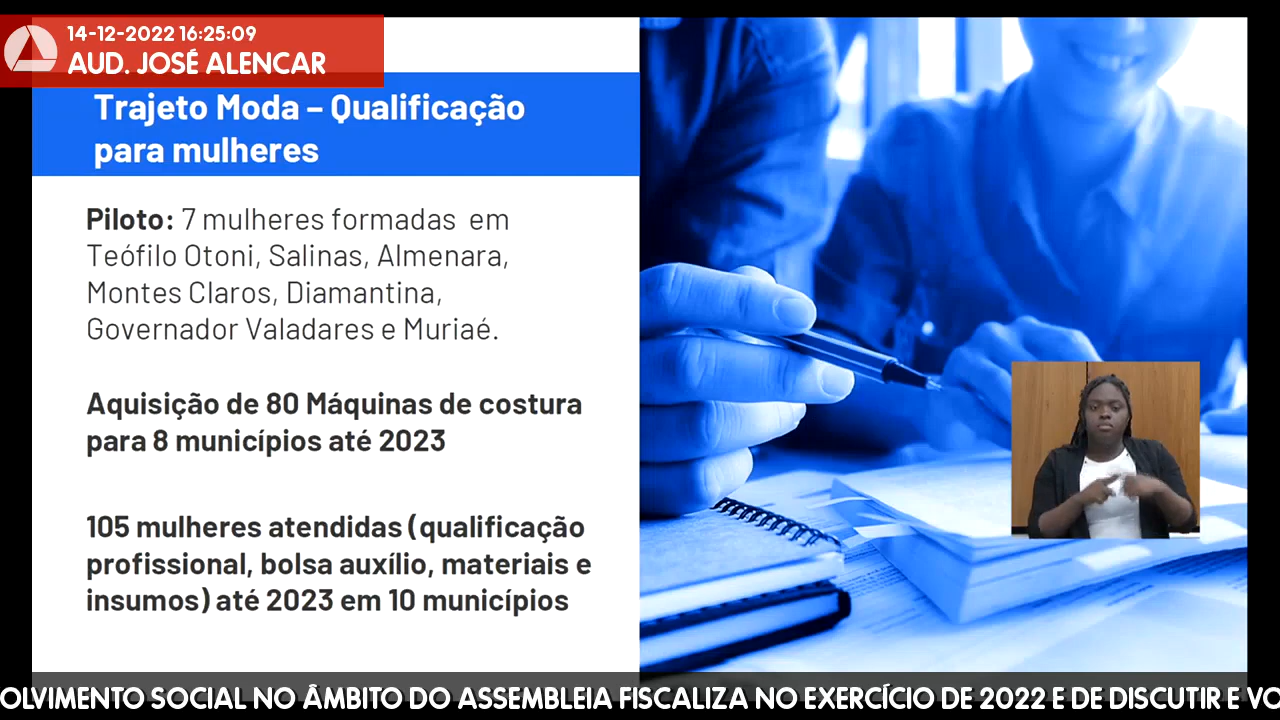 14-12-2022 16:25:09
AUD. JOSÉ ALENCAR
Trajeto Moda – Qualificação
para mulheres
Piloto: 7 mulheres formadas em
Teófilo Otoni, Salinas, Almenara,
Montes Claros, Diamantina,
Governador Valadares e Muriaé.
Aquisição de 80 Máquinas de costura
para 8 municípios até 2023
105 mulheres atendidas (qualificação
profissional, bolsa auxílio, materiais e
insumos) até 2023 em 10 municípios
OLVIMENTO SOCIAL NO ÂMBITO DO ASSEMBLEIA FISCALIZA NO EXERCÍCIO DE 2022 E DE DISCUTIR E VO